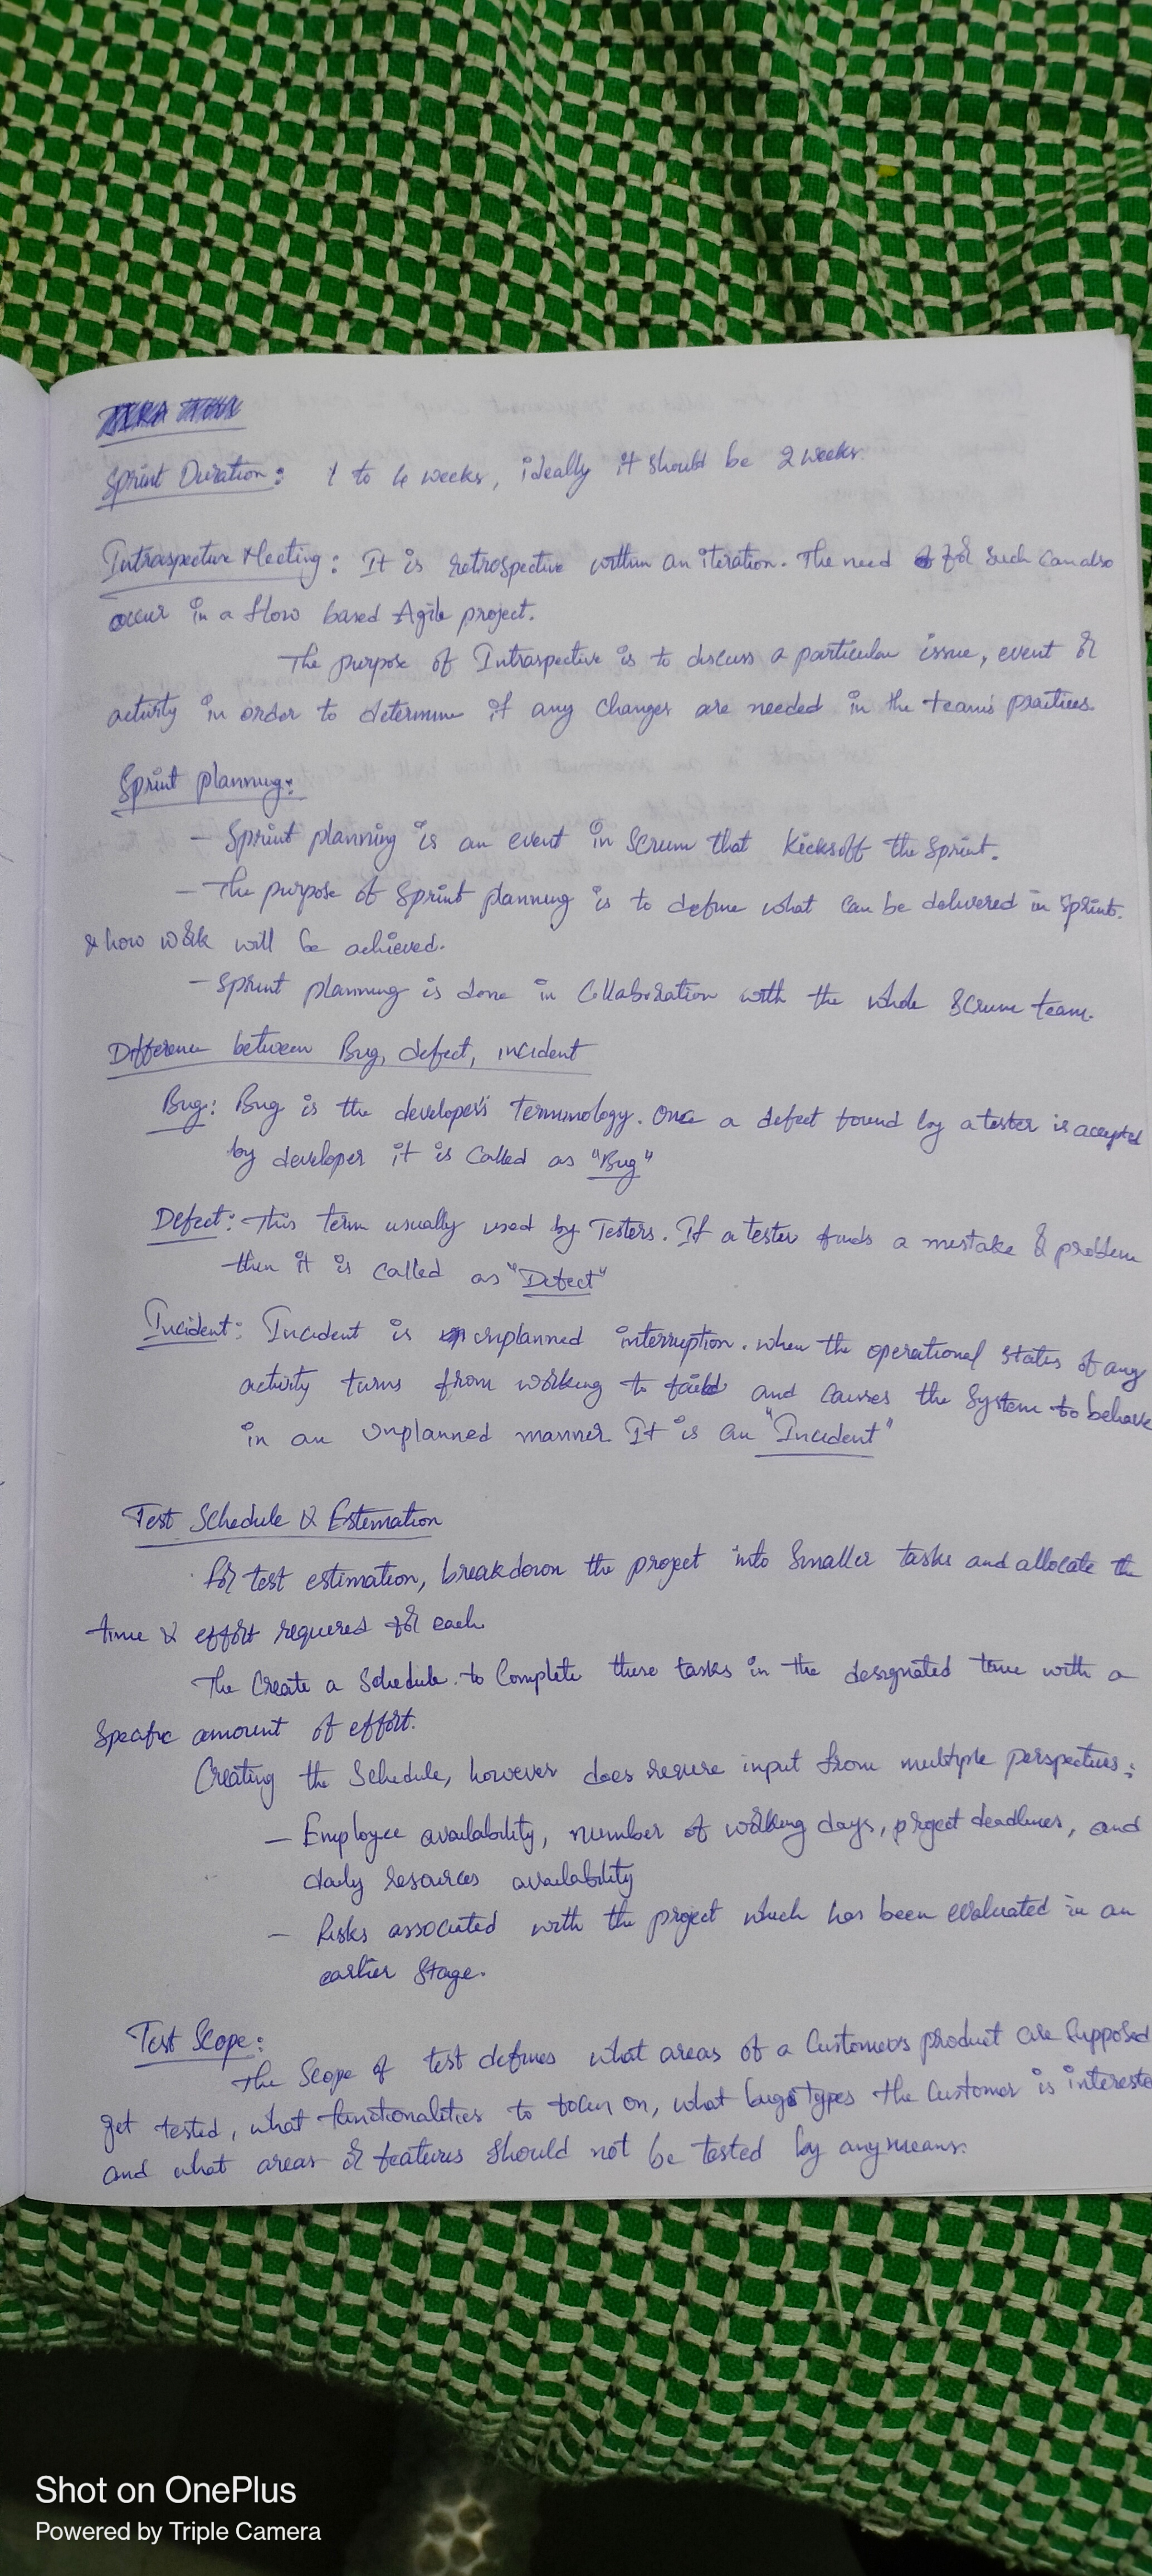 Sprint Duration: 1 to 4 weeks, ideally it should be 2 weeks.
Introspective Meeting: It is retrospective within an iteration. The need for such can also
occur in a flow based Agile project.
The purpose of Intraspective is to discuss a particular issue, event or
activity in order to determine if any changes are needed in the team's practices.
Sprint planning:
- Sprint planning is an event in Scrum that kicksoff the sprint.
- The purpose of sprint planning is to define what can be delivered in sprint.
& how work will be achieved.
- Sprint planning is done in collaboration with the whole scrum team.
Difference between Bug, defect, incident
Bug: Bug is the developer's Terminology. Once a defect found by a tester is accepted
by developer it is called as "Bug"
Defect: This term usually used by Testers. If a tester finds a mistake or problem
then it is called as "Defect"
Incident: Incident is unplanned interruption. when the operational status of any
activity turns from working to failed and causes the System to behave
in an unplanned manner It is an "Incident"
Test Schedule & Estimation
For test estimation, breakdown the project into smaller tasks and allocate the
time & effort required for each
The Create a Schedule to Complete these tasks in the designated time with a
Specific amount of effort.
Creating the Schedule, however does require input from multiple perspectives:
- Employee availability, number of working days, project deadlines, and
daily resources availability
- Risks associated with the project which has been evaluated in an
earlier stage.
Test Scope:
The Scope of test defines what areas of a Customer's product are Supposed
get tested, what functionalities to focus on, what bugs types the Customer is intereste
and what areas or features should not be tested by any means.
Shot on OnePlus
Powered by Triple Camera